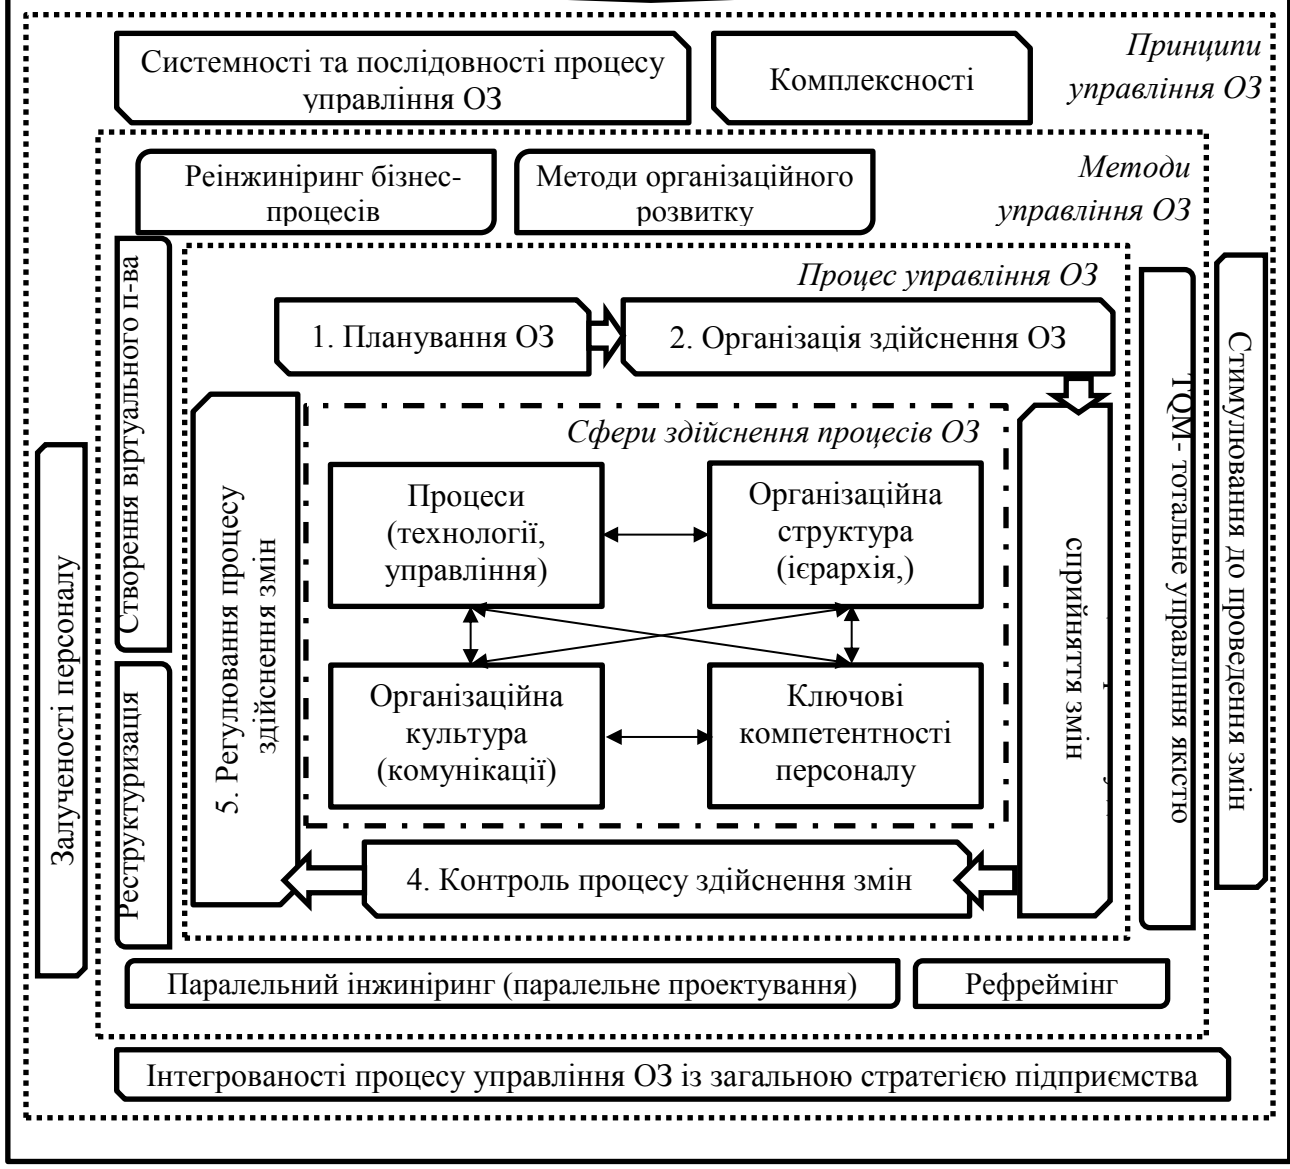 Системності та послідовності процесу
управління ОЗ
Комплексності
Принципи
управління ОЗ
Реінжиніринг бізнес-
процесів
Методи організаційного
розвитку
Методи
управління ОЗ
Процес управління ОЗ
1. Планування ОЗ
2. Організація здійснення ОЗ
Сфери здійснення процесів ОЗ
Процеси
(технології,
управління)
Організаційна
структура
(ієрархія,)
Організаційна
культура
(комунікації)
Ключові
компетентності
персоналу
сприйняття змін
4. Контроль процесу здійснення змін
5. Регулювання процесу
здійснення змін
Створення віртуального п-ва
Реструктуризація
TQM- тотальне управління якістю
Паралельний інжиніринг (паралельне проектування)
Рефреймінг
Залученості персоналу
Стимулювання до проведення змін
Інтегрованості процесу управління ОЗ із загальною стратегією підприємства